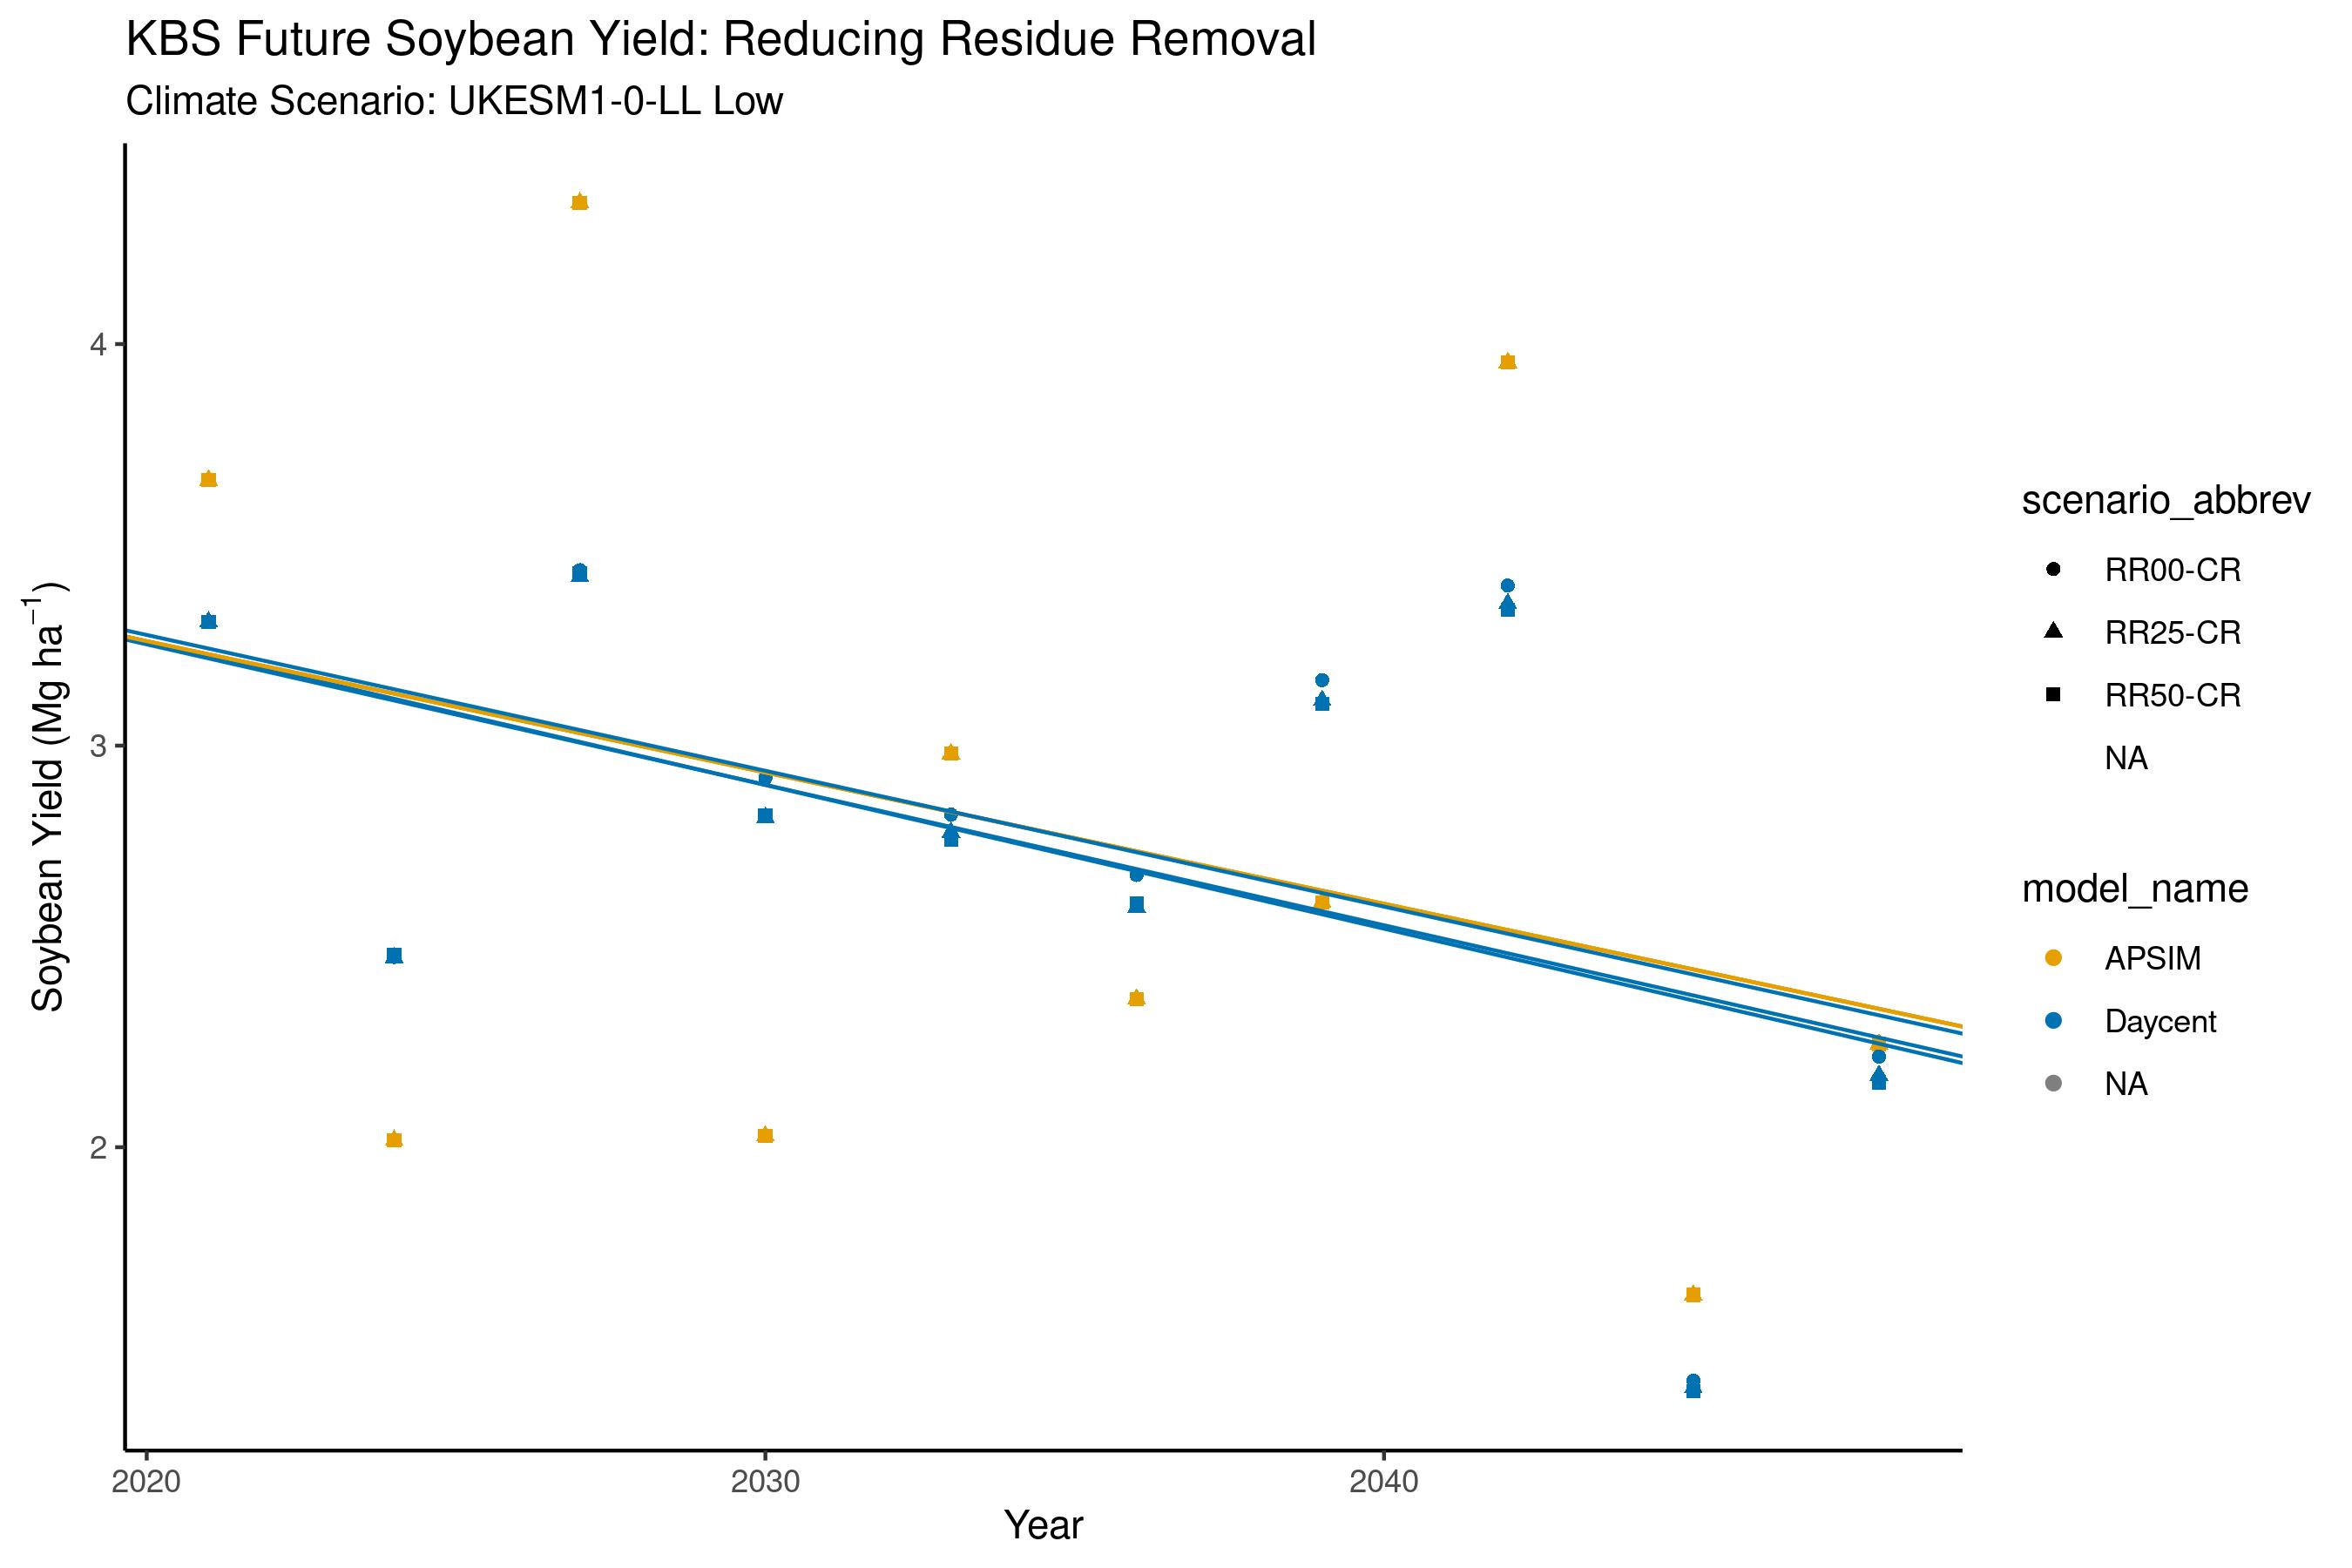 KBS Future Soybean Yield: Reducing Residue Removal
Climate Scenario: UKESM1-0-LL Low
Soybean Yield (Mg ha⁻¹)
4
3
2
2020
2030
2040
Year
scenario_abbrev
RR00-CR
RR25-CR
RR50-CR
NA
model_name
APSIM
Daycent
NA